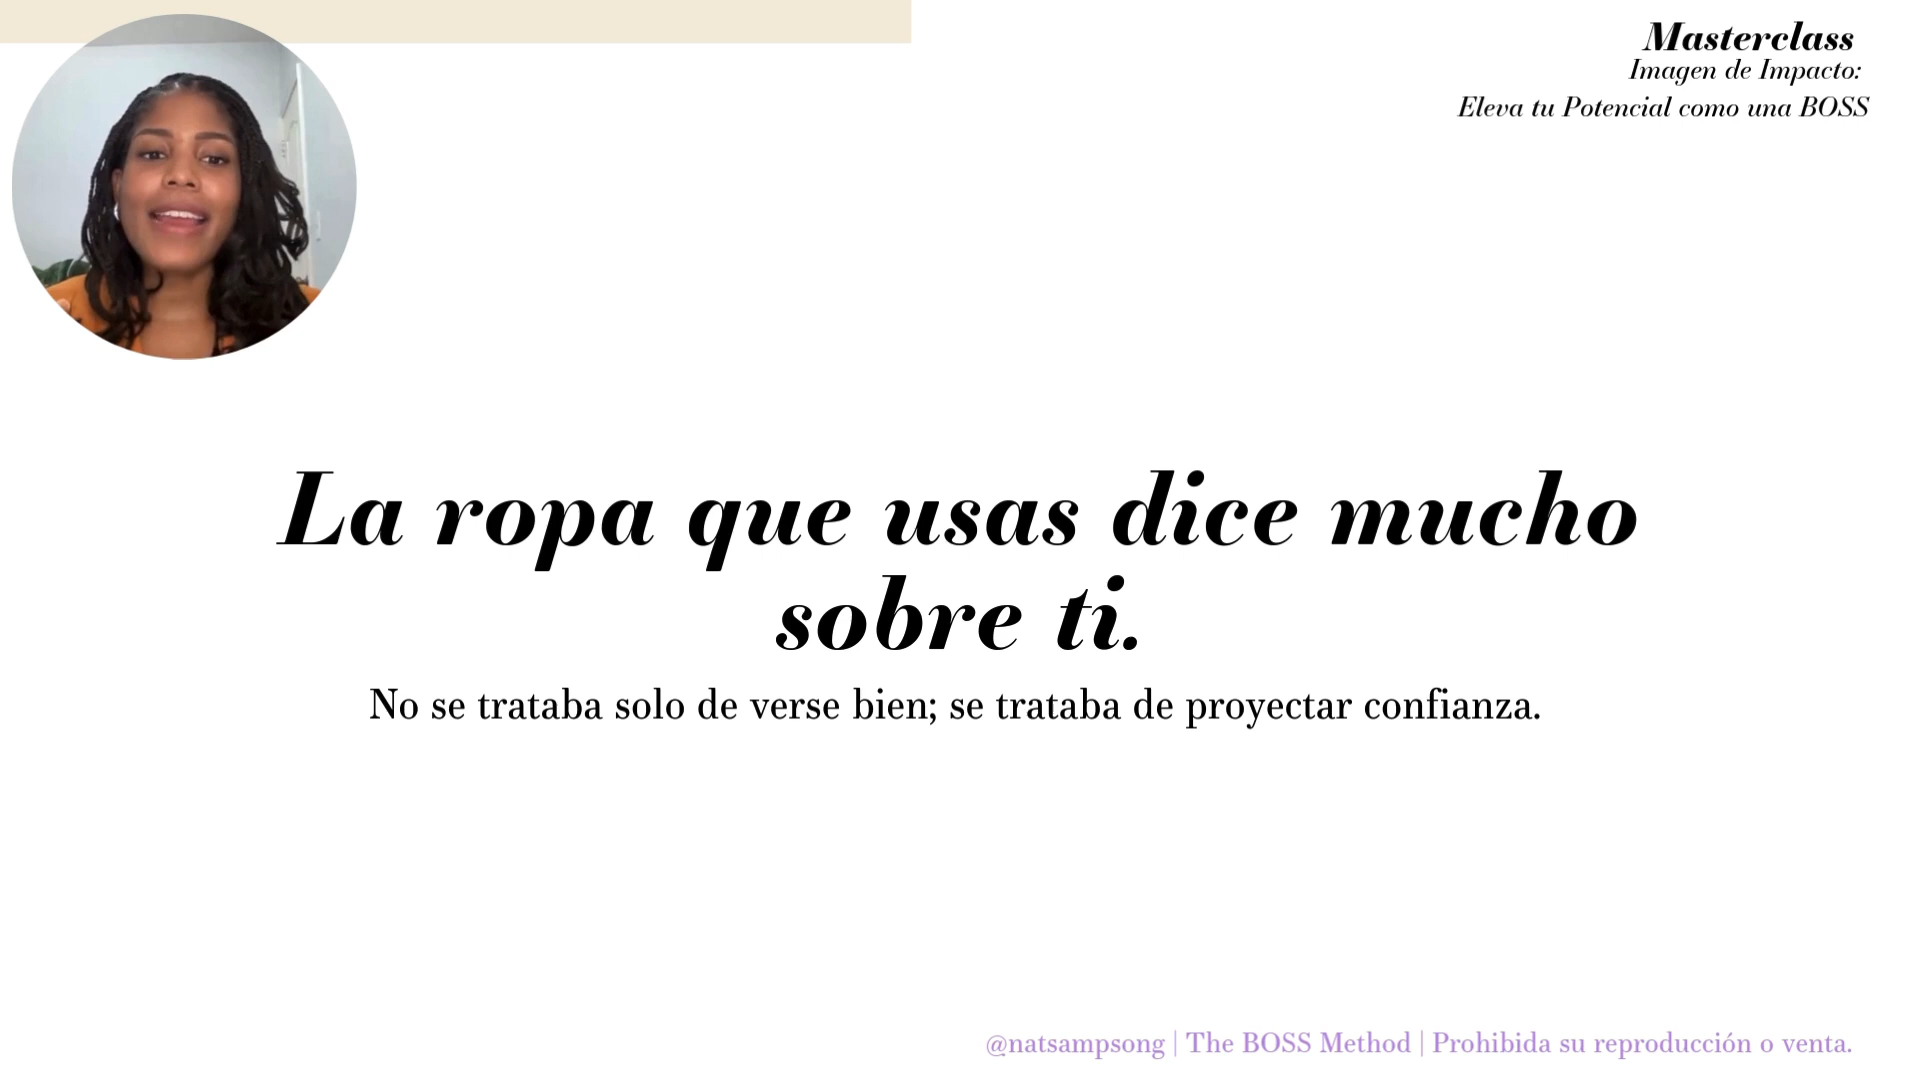 Masterclass
Imagen de Impacto:
Eleva tu Potencial como una BOSS
La ropa que usas dice mucho
sobre ti.
No se trataba solo de verse bien; se trataba de proyectar confianza.
@natsampsong | The BOSS Method | Prohibida su reproducción o venta.